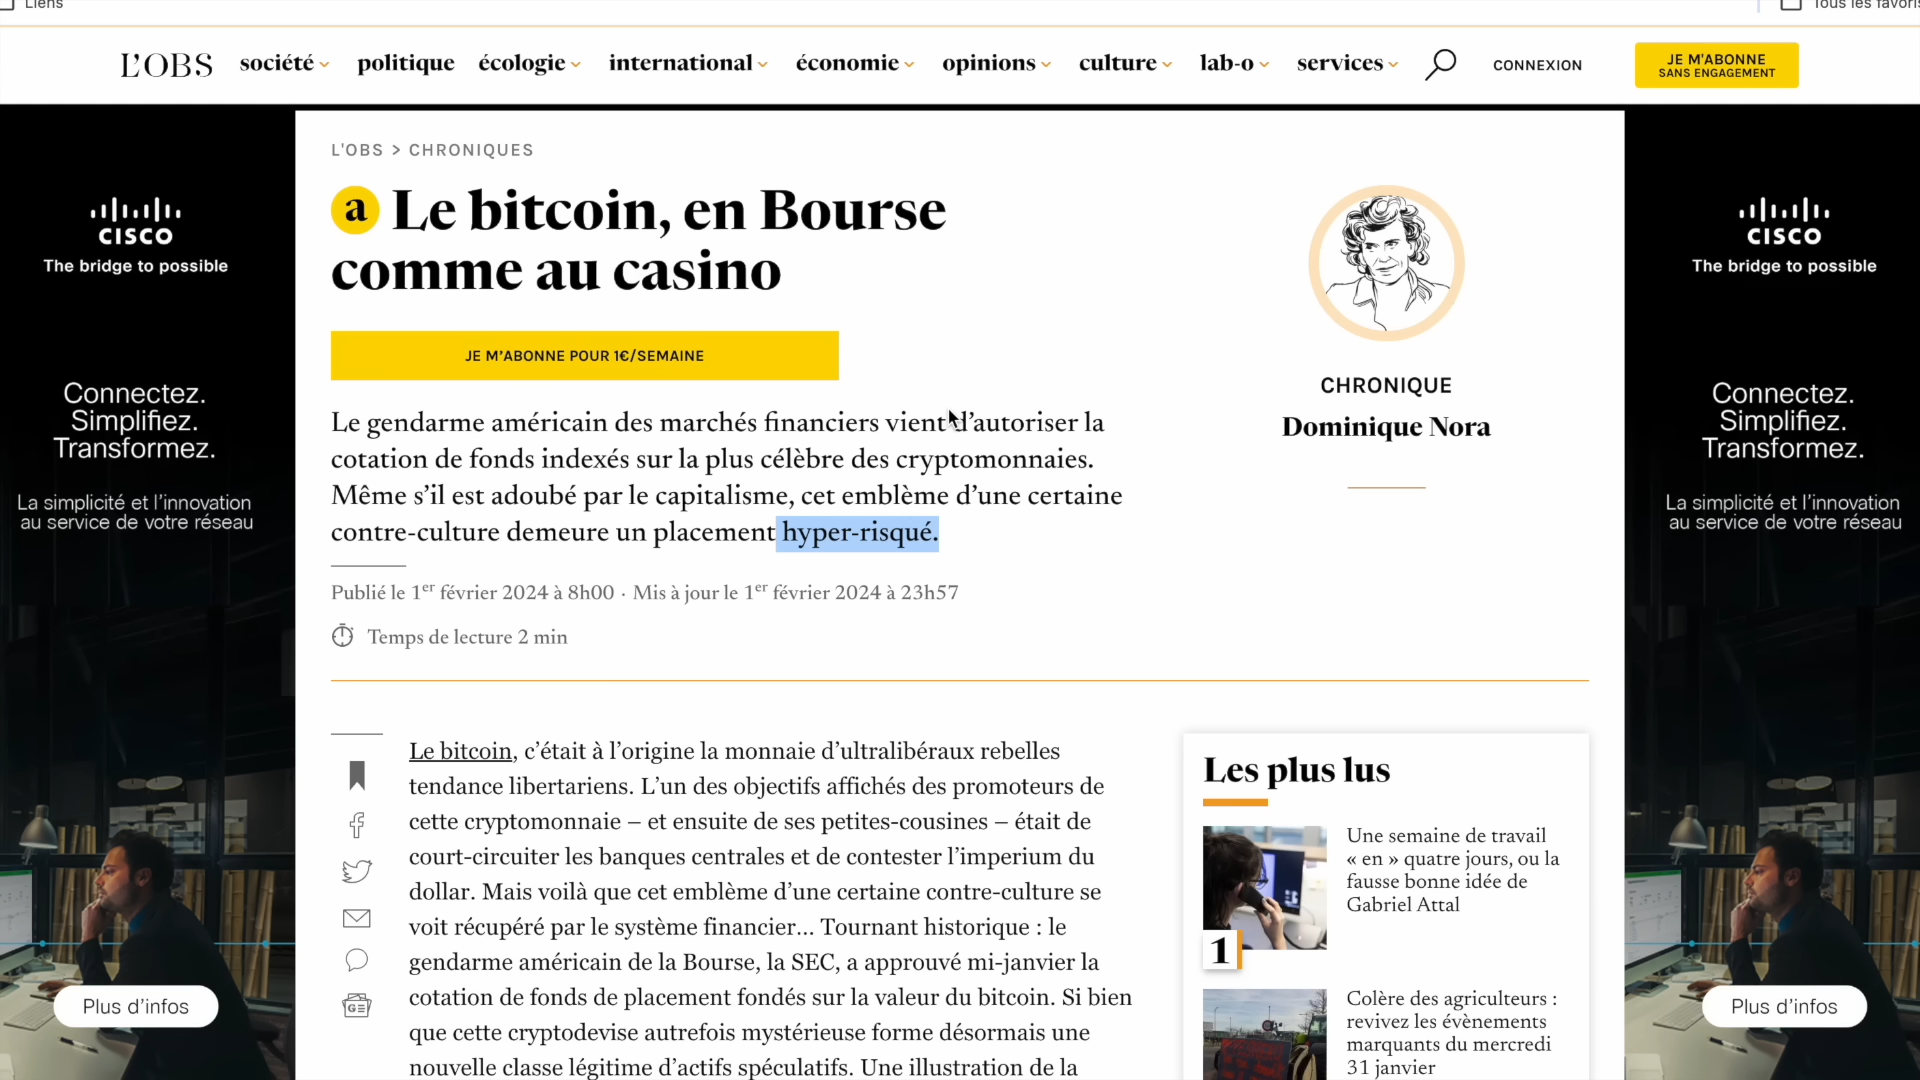 Liens
Tous les favoris
L'OBS
société
politique
écologie
international
économie
opinions
culture
lab-o
services
CONNEXION
JE M'ABONNE
SANS ENGAGEMENT
CISCO
The bridge to possible
Connectez.
Simplifiez.
Transformez.
La simplicité et l'innovation
au service de votre réseau
Plus d'infos
L'OBS > CHRONIQUES
a Le bitcoin, en Bourse
comme au casino
JE M'ABONNE POUR 1€/SEMAINE
Le gendarme américain des marchés financiers vient d'autoriser la
cotation de fonds indexés sur la plus célèbre des cryptomonnaies.
Même s'il est adoubé par le capitalisme, cet emblème d'une certaine
contre-culture demeure un placement hyper-risqué.
Publié le 1er février 2024 à 8h00 · Mis à jour le 1er février 2024 à 23h57
Temps de lecture 2 min
CHRONIQUE
Dominique Nora
Le bitcoin, c'était à l'origine la monnaie d'ultralibéraux rebelles
tendance libertariens. L'un des objectifs affichés des promoteurs de
cette cryptomonnaie – et ensuite de ses petites-cousines – était de
court-circuiter les banques centrales et de contester l'imperium du
dollar. Mais voilà que cet emblème d'une certaine contre-culture se
voit récupéré par le système financier... Tournant historique : le
gendarme américain de la Bourse, la SEC, a approuvé mi-janvier la
cotation de fonds de placement fondés sur la valeur du bitcoin. Si bien
que cette cryptodevise autrefois mystérieuse forme désormais une
nouvelle classe légitime d'actifs spéculatifs. Une illustration de la
GE
Les plus lus
1
Une semaine de travail
« en » quatre jours, ou la
fausse bonne idée de
Gabriel Attal
Colère des agriculteurs :
revivez les évènements
marquants du mercredi
31 janvier
CISCO
The bridge to possible
Connectez.
Simplifiez.
Transformez.
La simplicité et l'innovation
au service de votre réseau
Plus d'infos